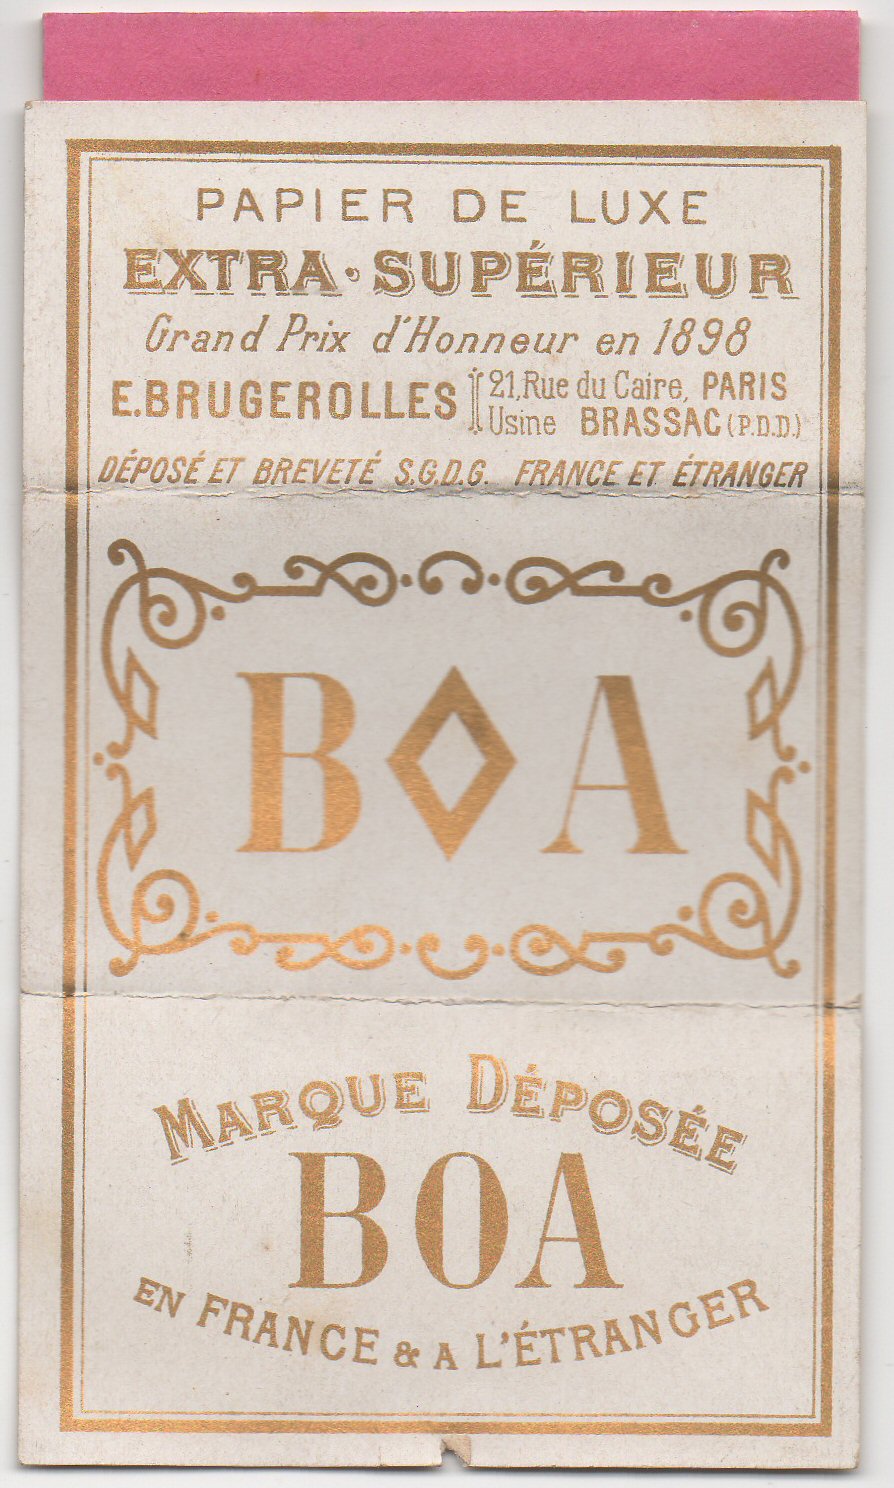 PAPIER DE LUXE
EXTRA·SUPÉRIEUR
Grand Prix d'Honneur en 1898
E.BRUGEROLLES
21,Rue du Caire, PARIS
Usine BRASSAC (P.D.D.)
DÉPOSÉ ET BREVETÉ S.G.D.G. FRANCE ET ÉTRANGER
B◇A
MARQUE DÉPOSÉE
BOA
EN FRANCE & A L'ÉTRANGER